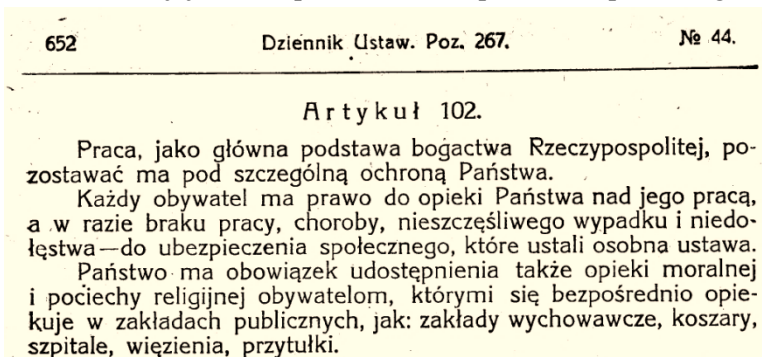 652 Dziennik Ustaw. Poz. 267. № 44.
Artykuł 102.
Praca, jako główna podstawa bogactwa Rzeczypospolitej, po-
zostawać ma pod szczególną ochroną Państwa.
Każdy obywatel ma prawo do opieki Państwa nad jego pracą,
a w razie braku pracy, choroby, nieszczęśliwego wypadku i niedo-
łęstwa—do ubezpieczenia społecznego, które ustali osobna ustawa.
Państwo ma obowiązek udostępnienia także opieki moralnej
i pociechy religijnej obywatelom, którymi się bezpośrednio opie-
kuje w zakładach publicznych, jak: zakłady wychowawcze, koszary,
szpitale, więzienia, przytułki.